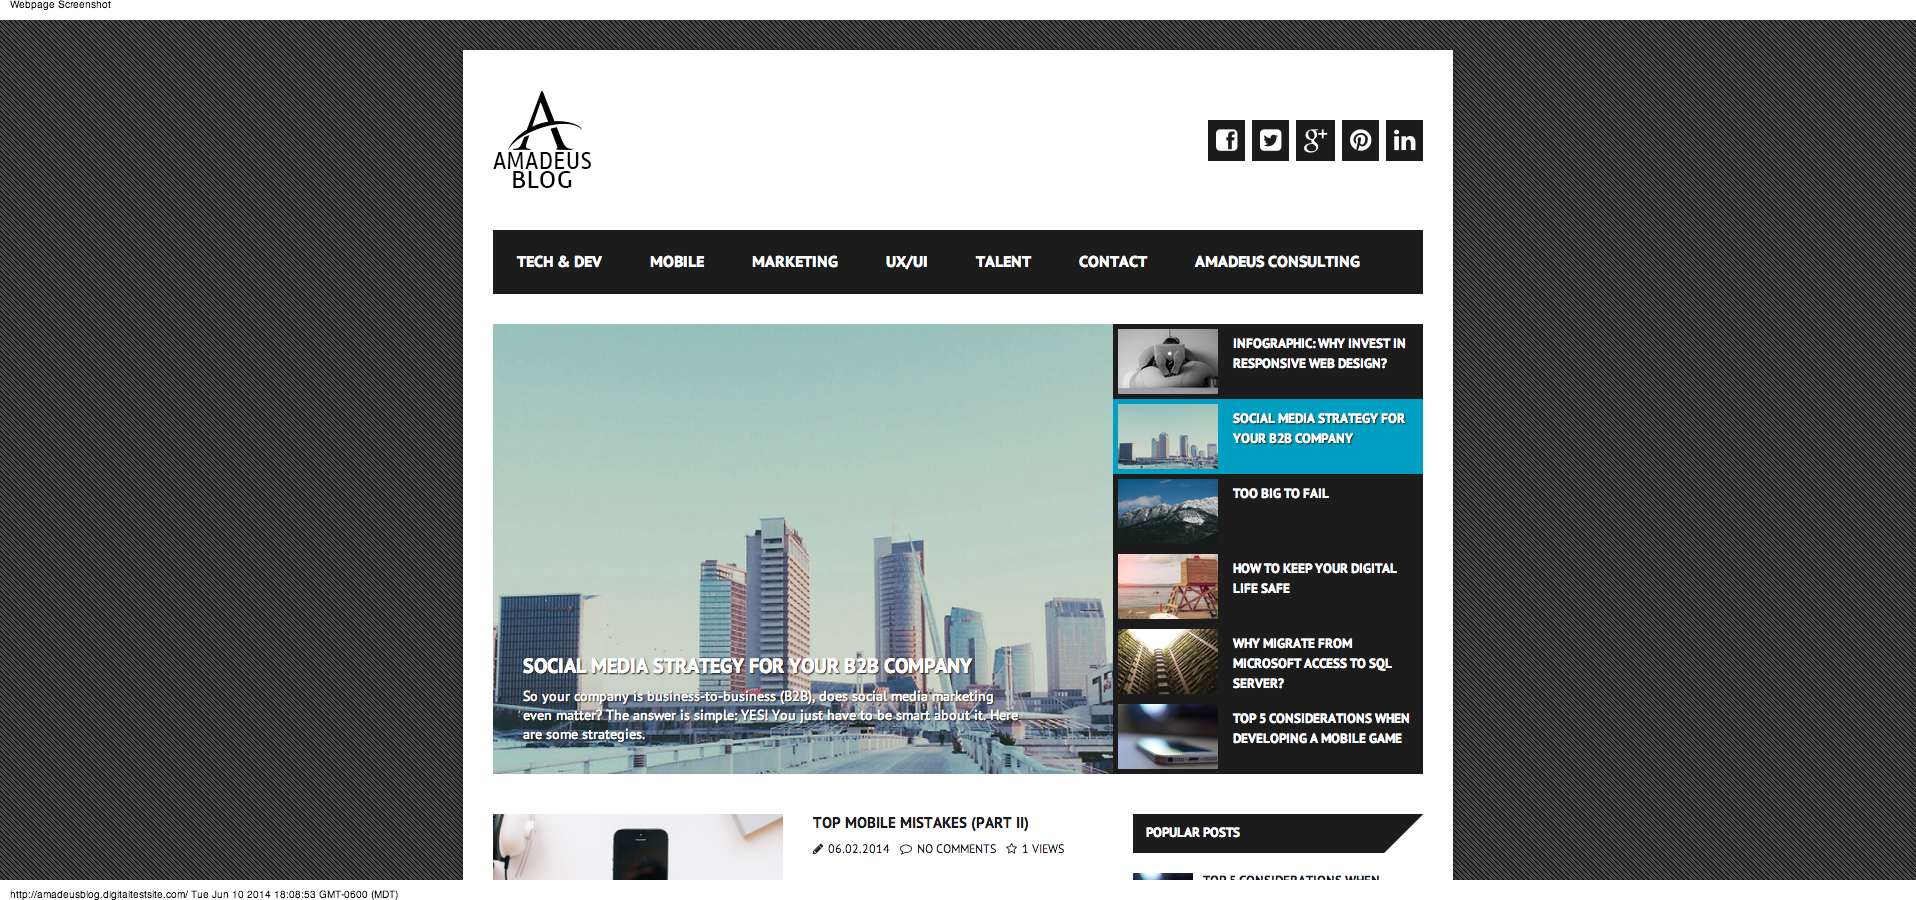 Webpage Screenshot
AMADEUS
BLOG
TECH & DEV MOBILE MARKETING UX/UI TALENT CONTACT AMADEUS CONSULTING
SOCIAL MEDIA STRATEGY FOR YOUR B2B COMPANY
So your company is business-to-business (B2B), does social media marketing
even matter? The answer is simple: YES! You just have to be smart about it. Here
are some strategies.
INFOGRAPHIC: WHY INVEST IN
RESPONSIVE WEB DESIGN?
SOCIAL MEDIA STRATEGY FOR
YOUR B2B COMPANY
TOO BIG TO FAIL
HOW TO KEEP YOUR DIGITAL
LIFE SAFE
WHY MIGRATE FROM
MICROSOFT ACCESS TO SQL
SERVER?
TOP 5 CONSIDERATIONS WHEN
DEVELOPING A MOBILE GAME
TOP MOBILE MISTAKES (PART II)
06.02.2014 NO COMMENTS 1 VIEWS
POPULAR POSTS
TOP 5 CONSIDERATIONS WHEN
http://amadeusblog.digitaltestsite.com/ Tue Jun 10 2014 18:08:53 GMT-0600 (MDT)